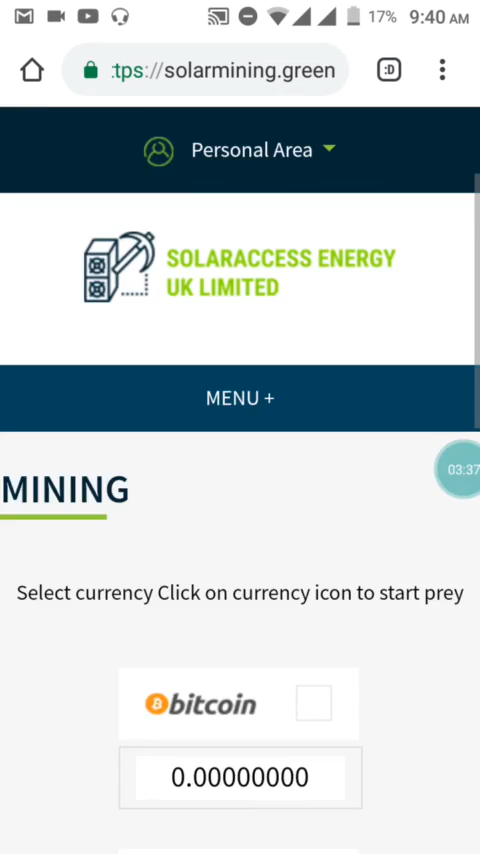 17% 9:40 AM
:tps://solarmining.green :D
Personal Area
SOLARACCESS ENERGY
UK LIMITED
MENU +
MINING
03:37
Select currency Click on currency icon to start prey
bitcoin
0.00000000